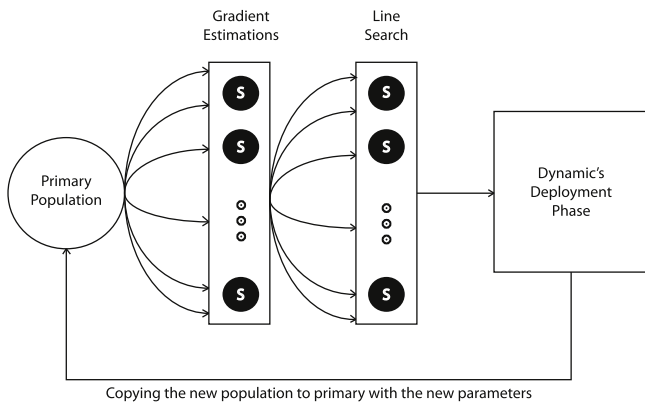 Gradient
Estimations
Line
Search
S
S
S
S
S
S
Primary
Population
Dynamic's
Deployment
Phase
Copying the new population to primary with the new parameters